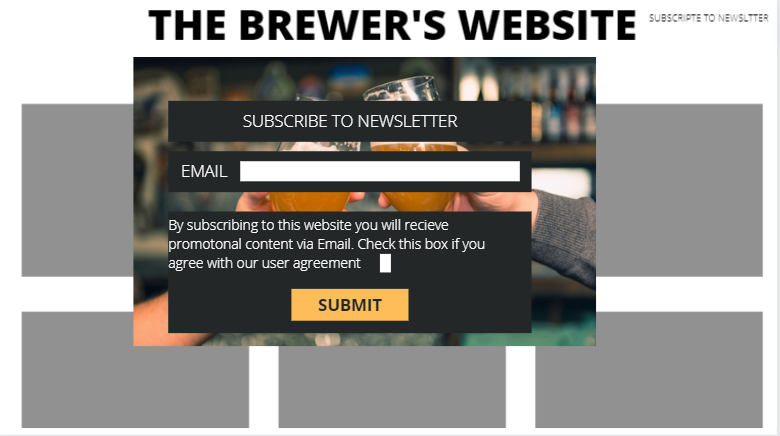 THE BREWER'S WEBSITE
SUBSCRIPTE TO NEWSLTTER
SUBSCRIBE TO NEWSLETTER
EMAIL
By subscribing to this website you will recieve
promotonal content via Email. Check this box if you
agree with our user agreement
SUBMIT